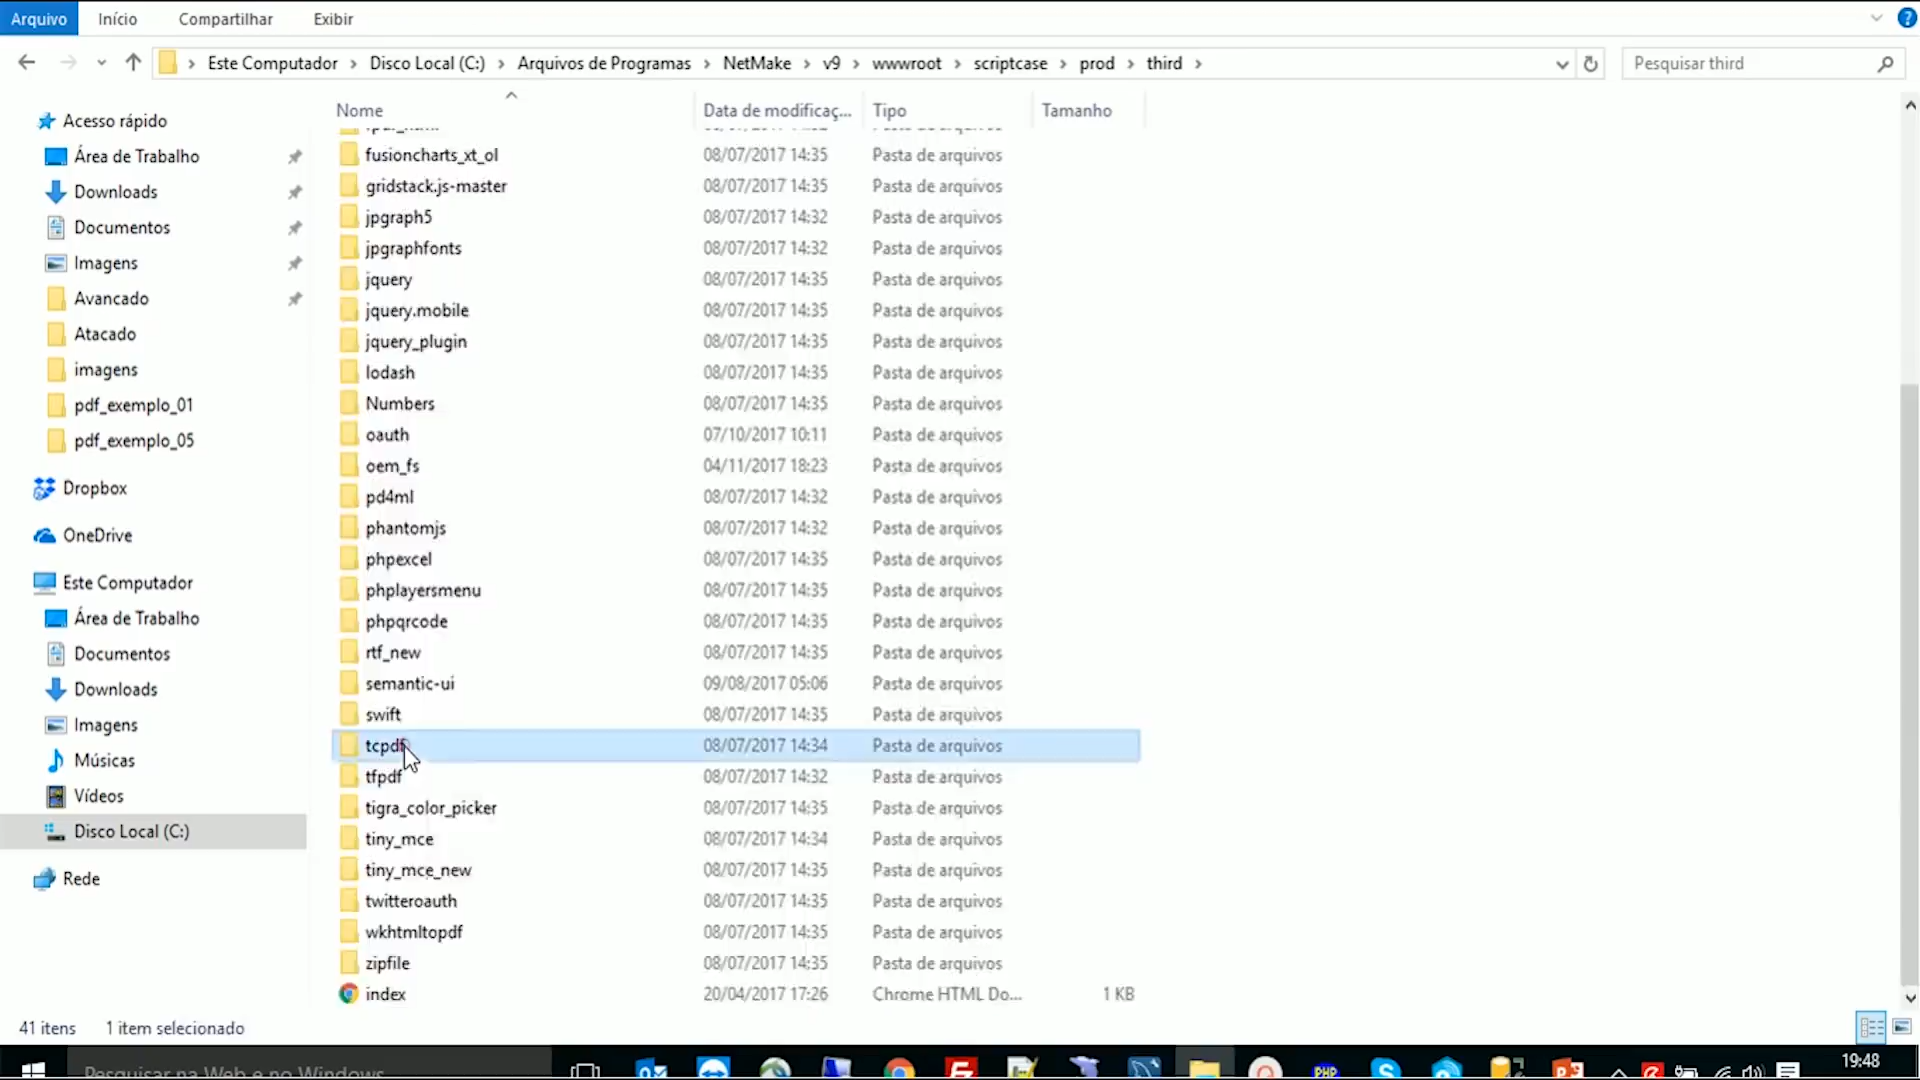 Arquivo Início Compartilhar Exibir
Este Computador Disco Local (C:) Arquivos de Programas NetMake v9 wwwroot scriptcase prod third Pesquisar third
Nome Data de modificaç... Tipo Tamanho
Acesso rápido
Área de Trabalho
Downloads
Documentos
Imagens
Avancado
Atacado
imagens
pdf_exemplo_01
pdf_exemplo_05
Dropbox
OneDrive
Este Computador
Área de Trabalho
Documentos
Downloads
Imagens
Músicas
Vídeos
Disco Local (C:)
Rede
fusioncharts_xt_ol 08/07/2017 14:35 Pasta de arquivos
gridstack.js-master 08/07/2017 14:35 Pasta de arquivos
jpgraph5 08/07/2017 14:32 Pasta de arquivos
jpgraphfonts 08/07/2017 14:32 Pasta de arquivos
jquery 08/07/2017 14:35 Pasta de arquivos
jquery.mobile 08/07/2017 14:35 Pasta de arquivos
jquery_plugin 08/07/2017 14:35 Pasta de arquivos
lodash 08/07/2017 14:35 Pasta de arquivos
Numbers 08/07/2017 14:35 Pasta de arquivos
oauth 07/10/2017 10:11 Pasta de arquivos
oem_fs 04/11/2017 18:23 Pasta de arquivos
pd4ml 08/07/2017 14:32 Pasta de arquivos
phantomjs 08/07/2017 14:32 Pasta de arquivos
phpexcel 08/07/2017 14:35 Pasta de arquivos
phplayersmenu 08/07/2017 14:35 Pasta de arquivos
phpqrcode 08/07/2017 14:35 Pasta de arquivos
rtf_new 08/07/2017 14:35 Pasta de arquivos
semantic-ui 09/08/2017 05:06 Pasta de arquivos
swift 08/07/2017 14:35 Pasta de arquivos
tcpdf 08/07/2017 14:34 Pasta de arquivos
tfpdf 08/07/2017 14:32 Pasta de arquivos
tigra_color_picker 08/07/2017 14:35 Pasta de arquivos
tiny_mce 08/07/2017 14:34 Pasta de arquivos
tiny_mce_new 08/07/2017 14:35 Pasta de arquivos
twitteroauth 08/07/2017 14:35 Pasta de arquivos
wkhtmltopdf 08/07/2017 14:35 Pasta de arquivos
zipfile 08/07/2017 14:35 Pasta de arquivos
index 20/04/2017 17:26 Chrome HTML Do... 1 KB
41 itens 1 item selecionado
Pesquisar na Web e no Windows PHP 19:48